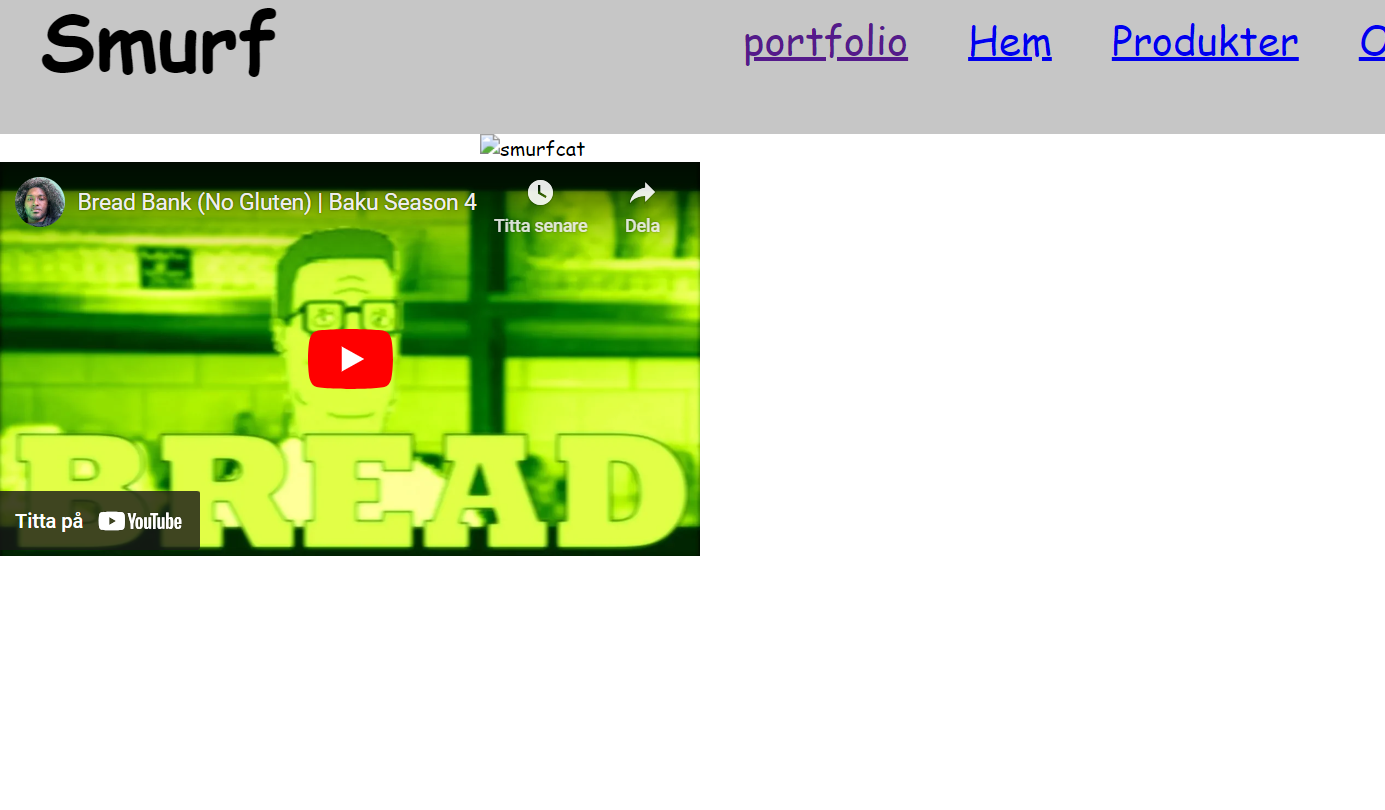 Smurf
portfolio Hem Produkter
smurfcat
Bread Bank (No Gluten) | Baku Season 4
Titta senare
Dela
BREAD
Titta på YouTube